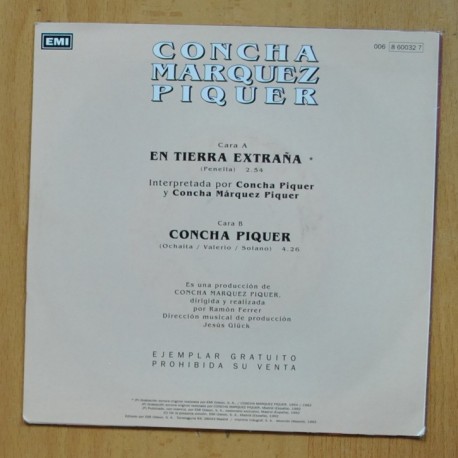 EMI
006 8 60032 7
CONCHA
MARQUEZ
PIQUER
Cara A
EN TIERRA EXTRAÑA *
(Penella) 2.54
Interpretada por Concha Piquer
y Concha Márquez Piquer
Cara B
CONCHA PIQUER
(Ochaita / Valerio / Solano) 4.26
Es una producción de
CONCHA MARQUEZ PIQUER,
dirigida y realizada
por Ramón Ferrer
Dirección musical de producción
Jesús Glück
EJEMPLAR GRATUITO
PROHIBIDA SU VENTA